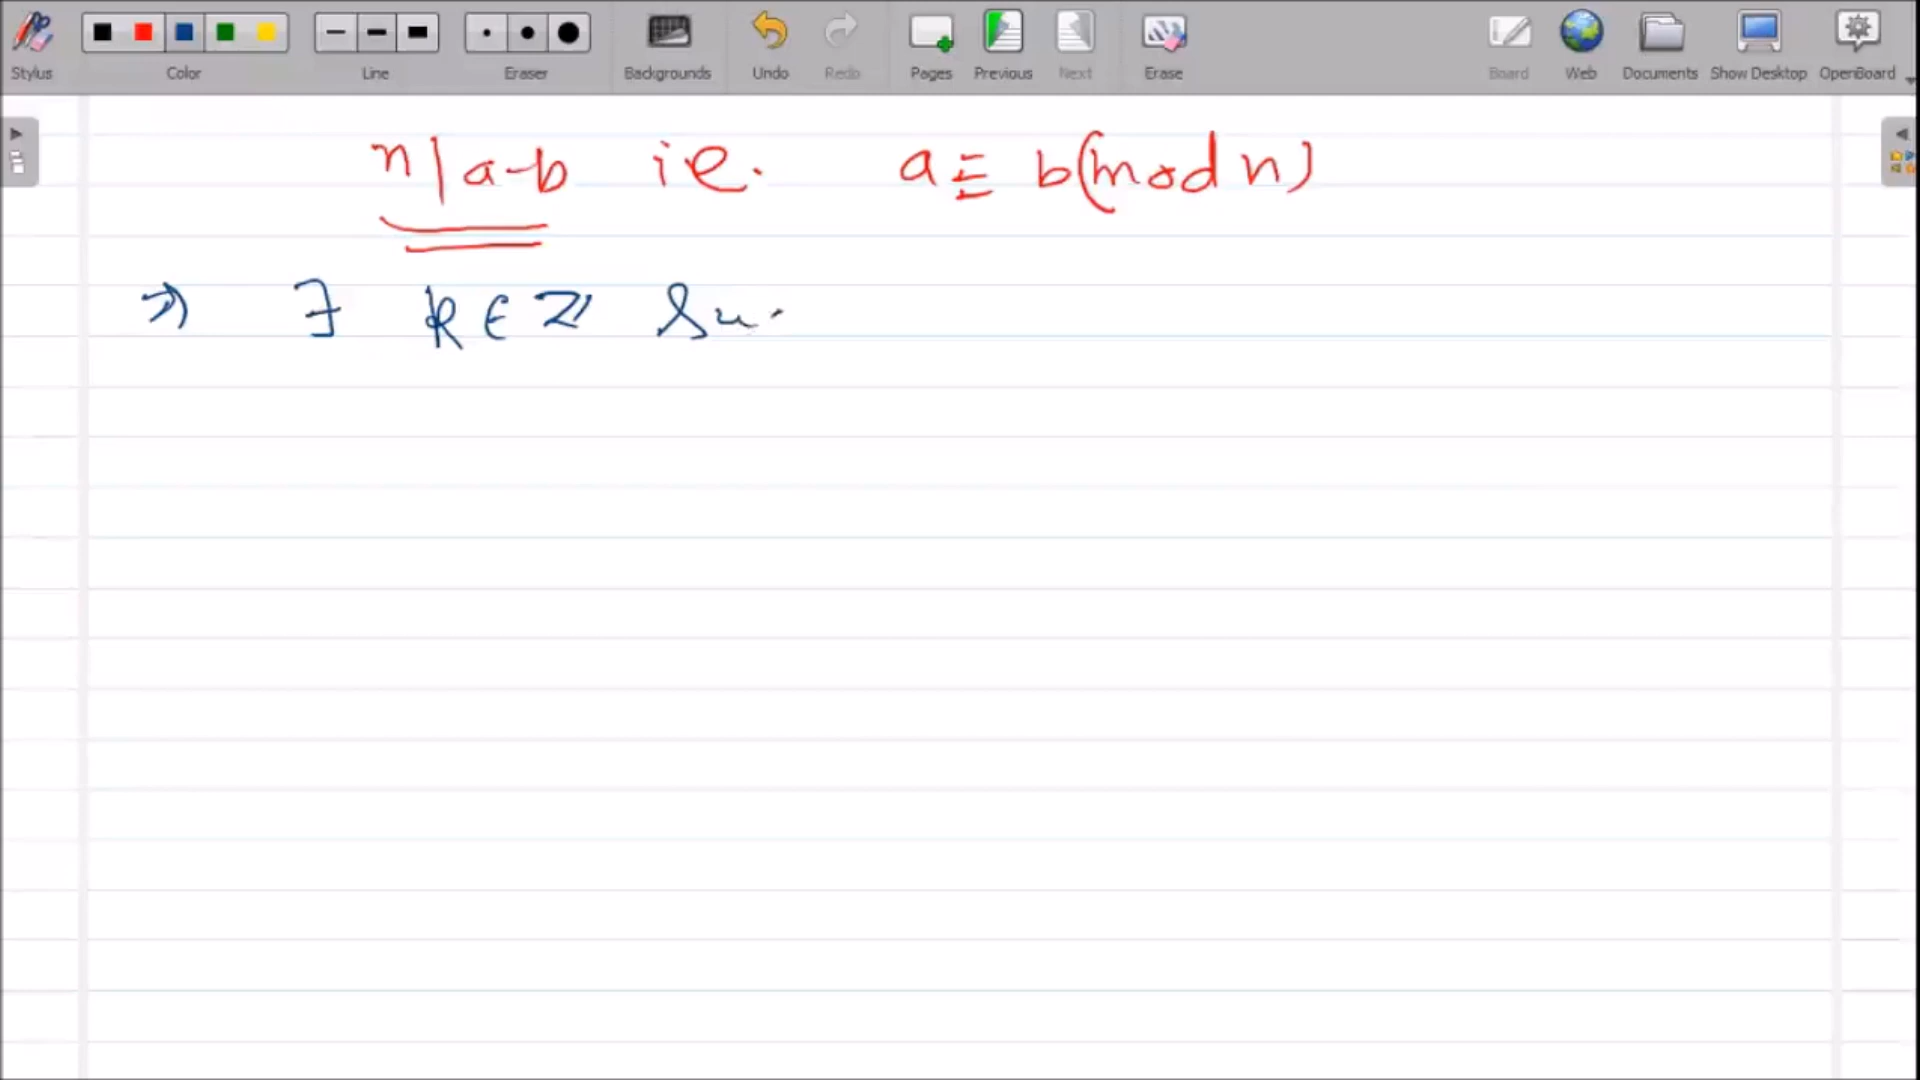 Stylus
Color
Line
Eraser
Backgrounds
Undo
Redo
Pages
Previous
Next
Erase
Board
Web
Documents
Show Desktop
OpenBoard
n | a-b ie. a ≡ b(mod n)
⇒ ∃ k ∈ ℤ Su